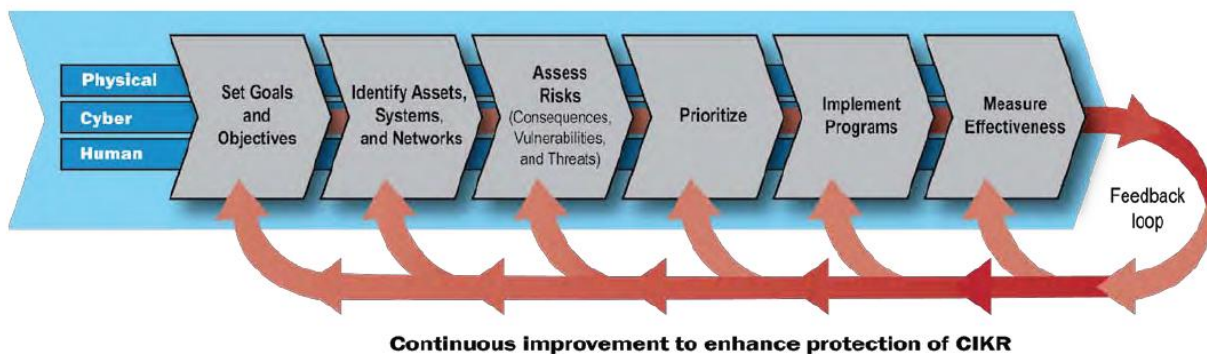 Physical
Cyber
Human
Set Goals
and
Objectives
Identify Assets,
Systems,
and Networks
Assess
Risks
(Consequences,
Vulnerabilities,
and Threats)
Prioritize
Implement
Programs
Measure
Effectiveness
Feedback
loop
Continuous improvement to enhance protection of CIKR